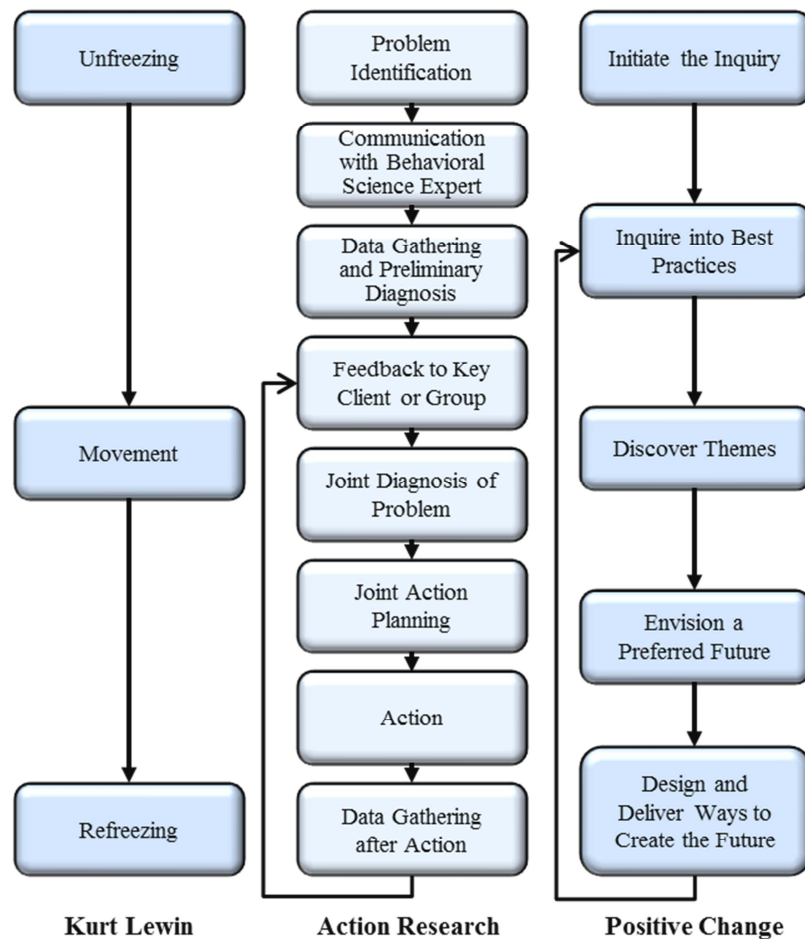 Unfreezing
Movement
Refreezing
Kurt Lewin
Problem
Identification
Communication
with Behavioral
Science Expert
Data Gathering
and Preliminary
Diagnosis
Feedback to Key
Client or Group
Joint Diagnosis of
Problem
Joint Action
Planning
Action
Data Gathering
after Action
Action Research
Initiate the Inquiry
Inquire into Best
Practices
Discover Themes
Envision a
Preferred Future
Design and
Deliver Ways to
Create the Future
Positive Change